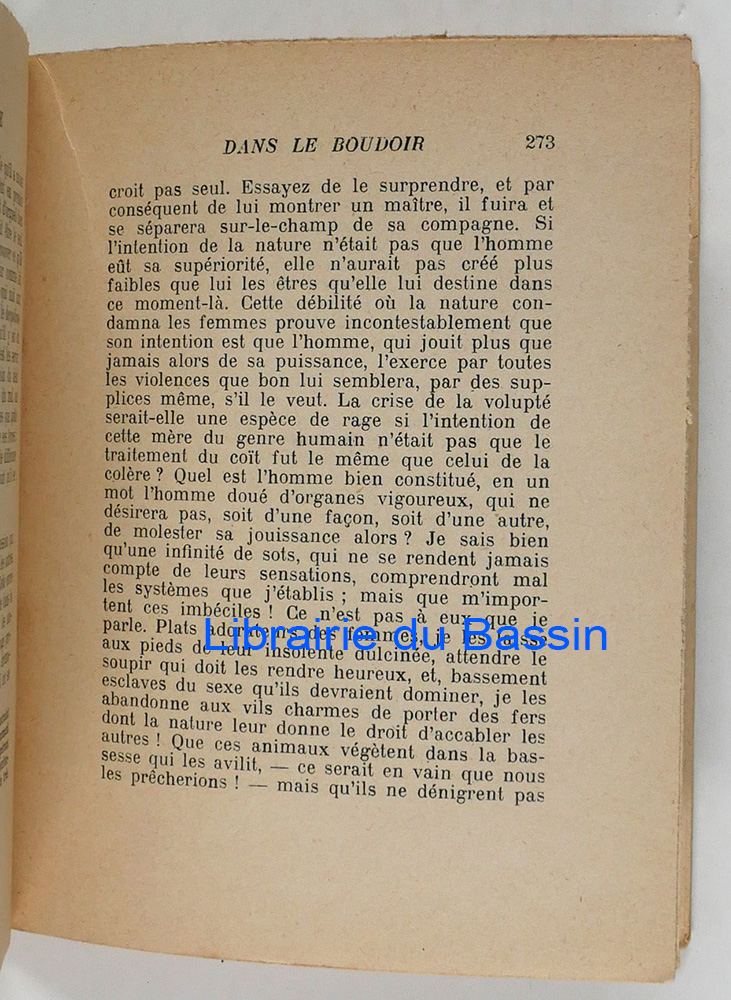 DANS LE BOUDOIR 273
croit pas seul. Essayez de le surprendre, et par
conséquent de lui montrer un maître, il fuira et
se séparera sur-le-champ de sa compagne. Si
l'intention de la nature n'était pas que l'homme
eût sa supériorité, elle n'aurait pas créé plus
faibles que lui les êtres qu'elle lui destine dans
ce moment-là. Cette débilité où la nature con-
damna les femmes prouve incontestablement que
son intention est que l'homme, qui jouit plus que
jamais alors de sa puissance, l'exerce par toutes
les violences que bon lui semblera, par des sup-
plices même, s'il le veut. La crise de la volupté
serait-elle une espèce de rage si l'intention de
cette mère du genre humain n'était pas que le
traitement du coït fut le même que celui de la
colère ? Quel est l'homme bien constitué, en un
mot l'homme doué d'organes vigoureux, qui ne
désirera pas, soit d'une façon, soit d'une autre,
de molester sa jouissance alors ? Je sais bien
qu'une infinité de sots, qui ne se rendent jamais
compte de leurs sensations, comprendront mal
les systèmes que j'établis ; mais que m'impor-
tent ces imbéciles ! Ce n'est pas à eux que je
parle. Plats adorateurs des femmes, je les
Librairie du Bassin
aux pieds de leur insolente dulcinée, attendre le
soupir qui doit les rendre heureux, et, bassement
esclaves du sexe qu'ils devraient dominer, je les
abandonne aux vils charmes de porter des fers
dont la nature leur donne le droit d'accabler les
autres ! Que ces animaux végètent dans la bas-
sesse qui les avilit, — ce serait en vain que nous
les prêcherions ! — mais qu'ils ne dénigrent pas